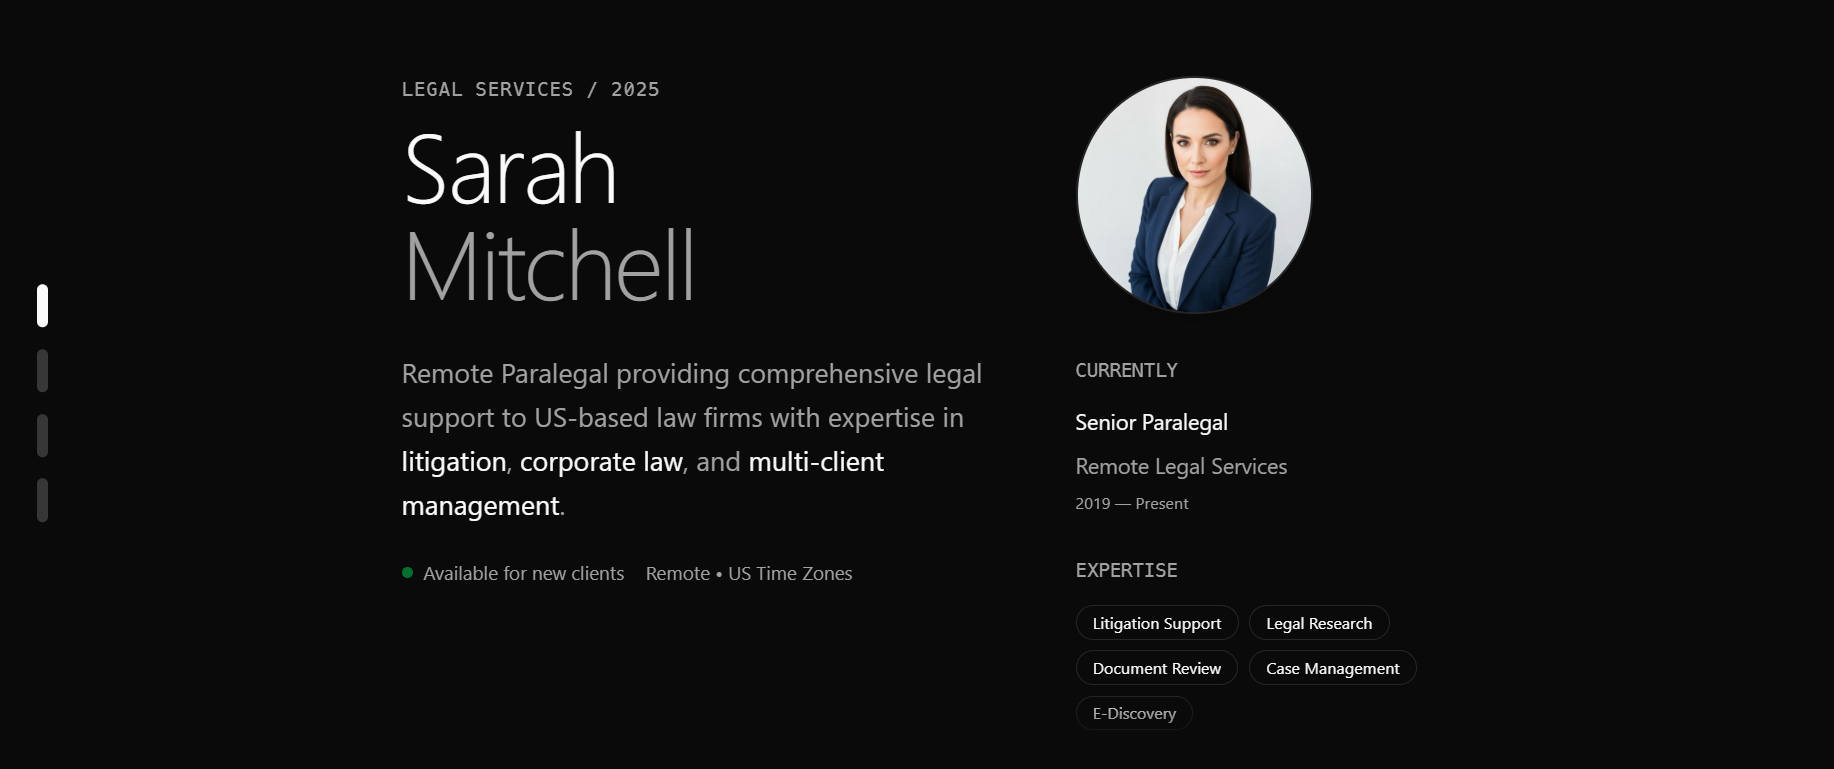 LEGAL SERVICES / 2025
Sarah
Mitchell
Remote Paralegal providing comprehensive legal
support to US-based law firms with expertise in
litigation, corporate law, and multi-client
management.
Available for new clients Remote • US Time Zones
CURRENTLY
Senior Paralegal
Remote Legal Services
2019 — Present
EXPERTISE
Litigation Support Legal Research
Document Review Case Management
E-Discovery